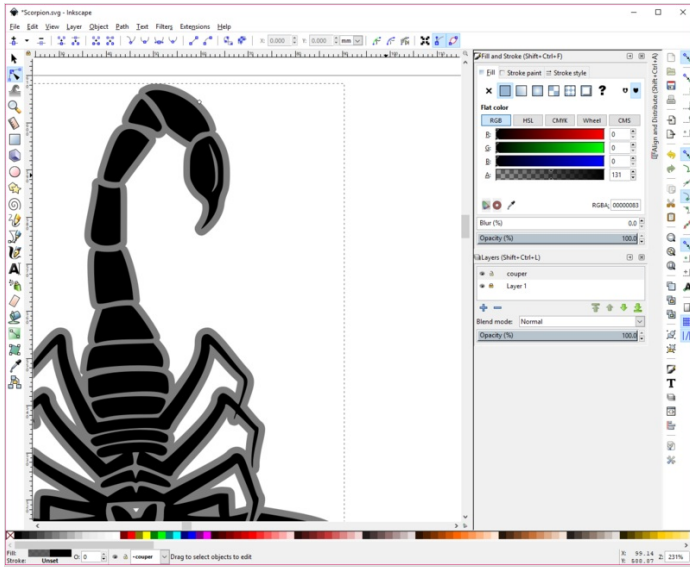 *Scorpion.svg - Inkscape
File Edit View Layer Object Path Text Filters Extensions Help
X: 0.000 Y: 0.000 mm
Fill and Stroke (Shift+Ctrl+F)
Fill Stroke paint Stroke style
?
Flat color
RGB HSL CMYK Wheel CMS
R: 0
G: 0
B: 0
A: 131
RGBA: 00000083
Blur (%) 0.0
Opacity (%) 100.0
Layers (Shift+Ctrl+L)
couper
Layer 1
Blend mode: Normal
Opacity (%) 100.0
Align and Distribute (Shift+Ctrl+A)
Fill:
Stroke: Unset
O: 0
couper
Drag to select objects to edit
X: 99.14
Y: 500.07
Z: 231%